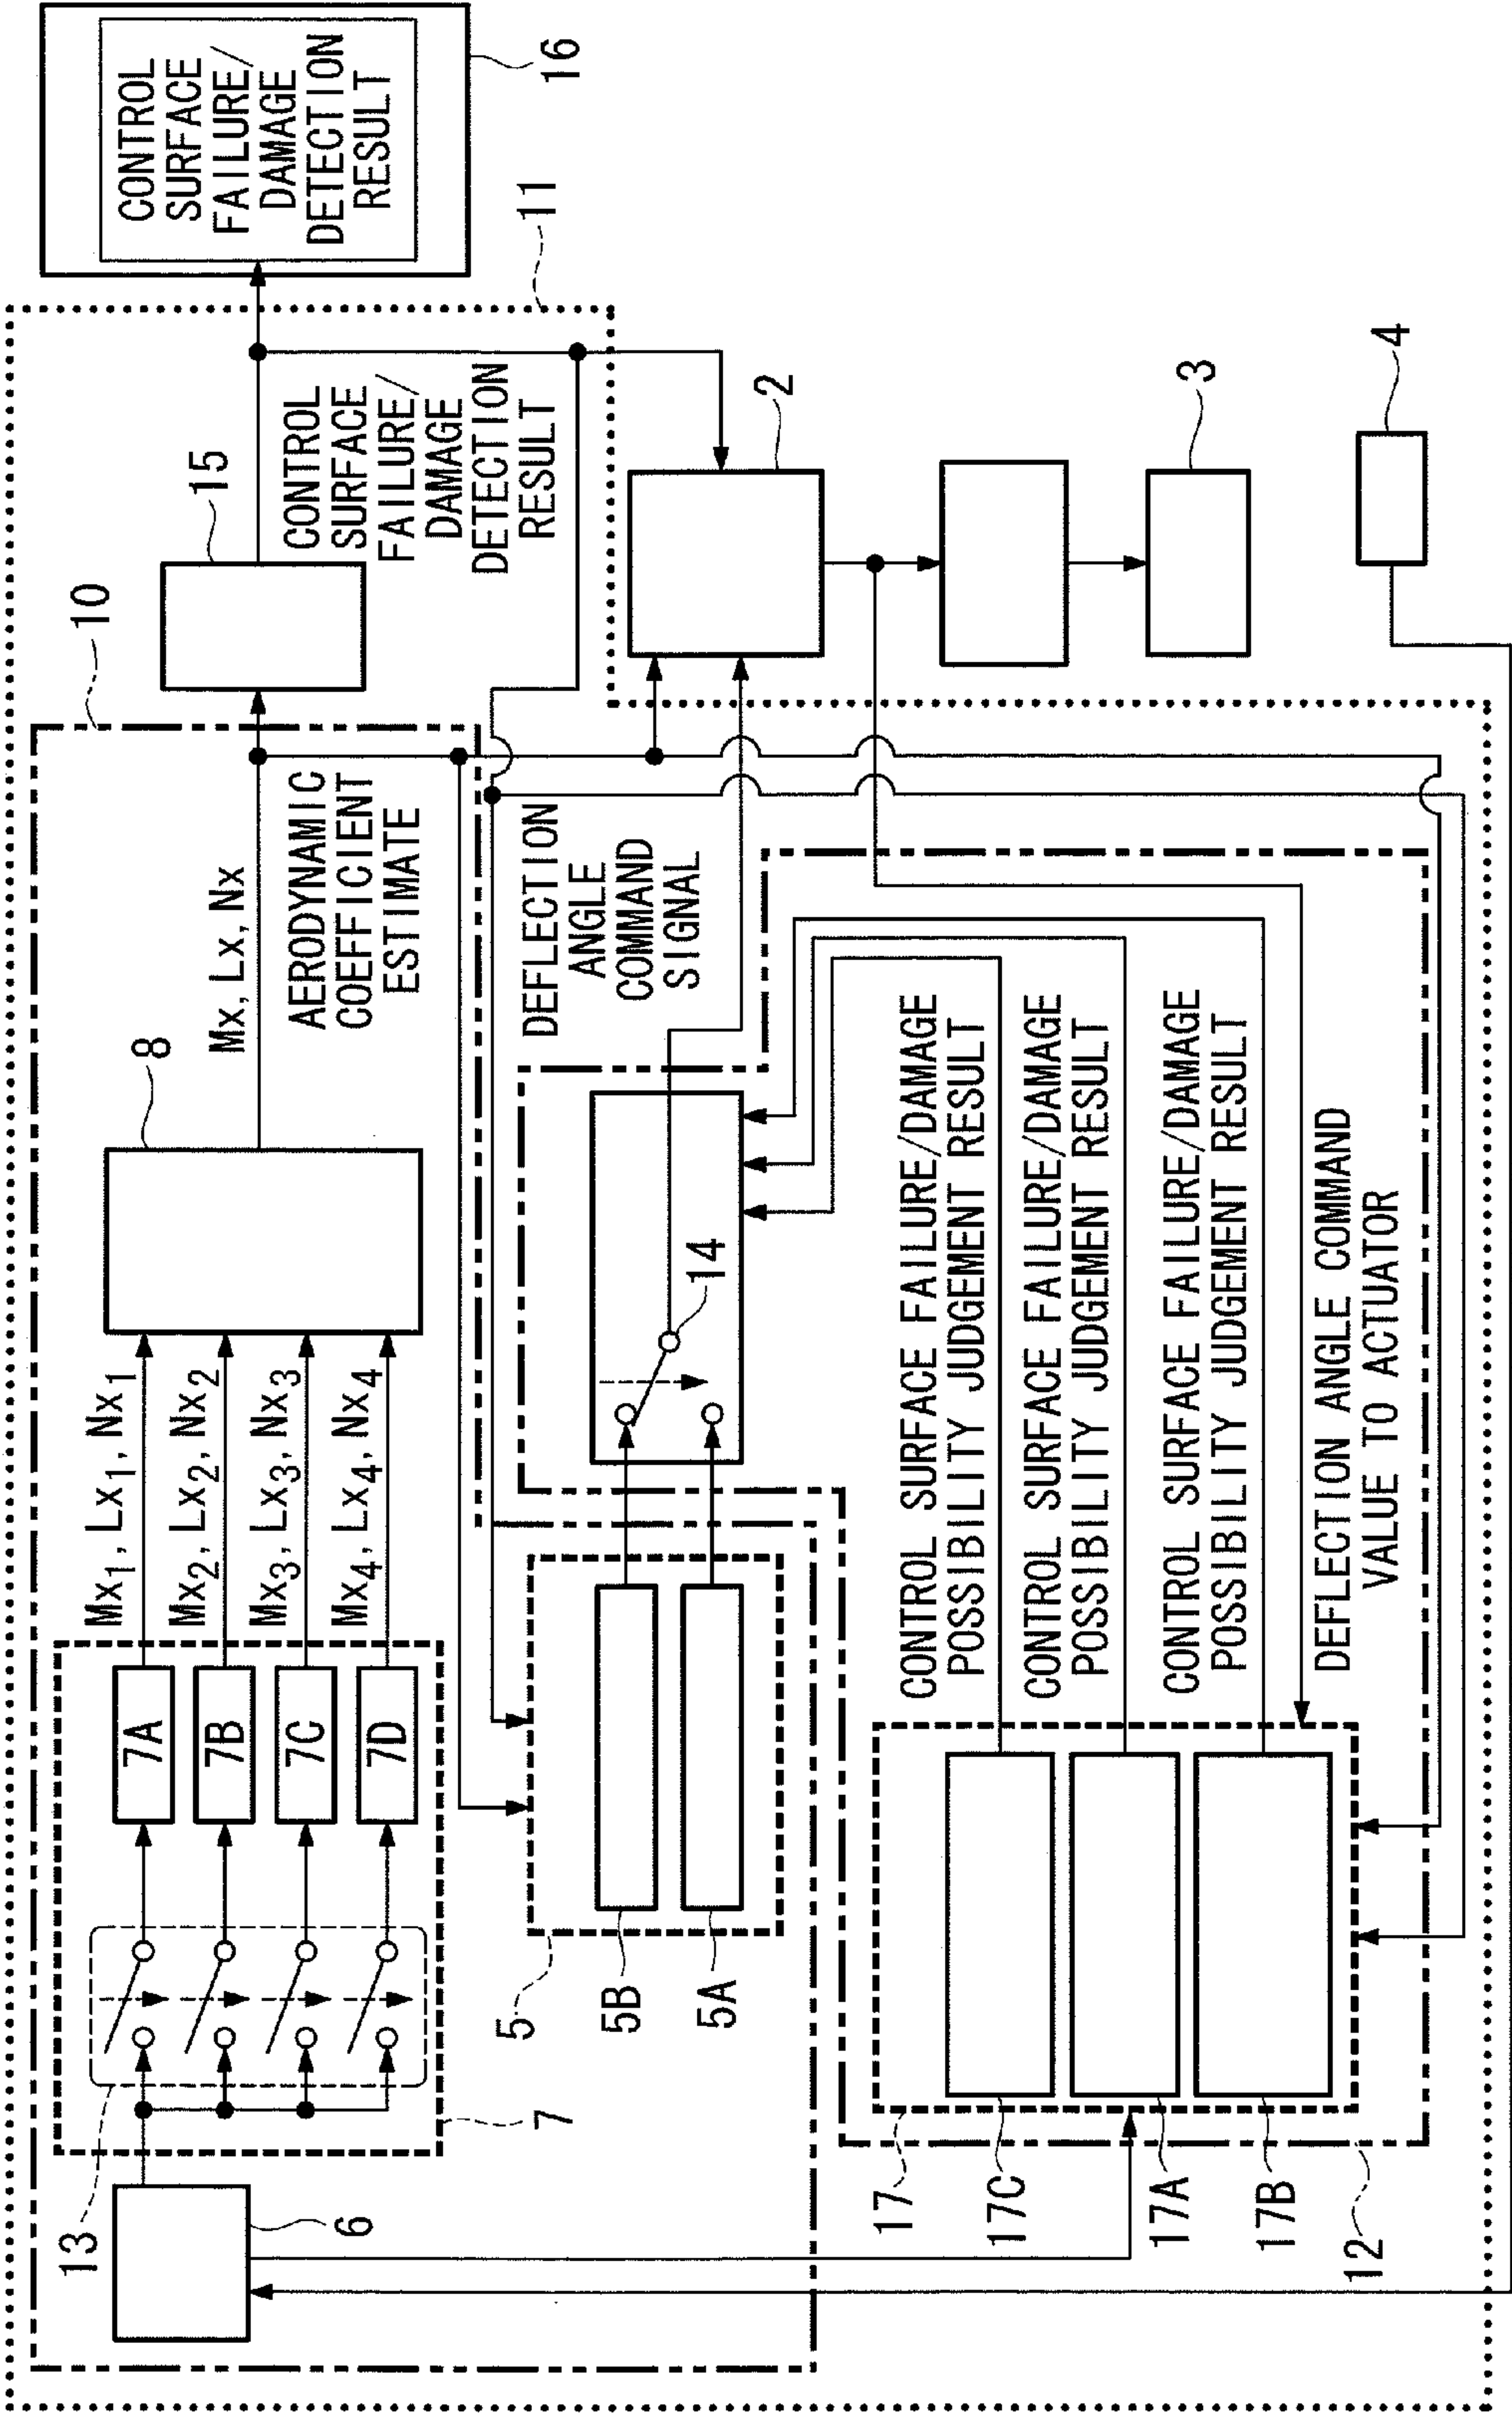 13
6
7
7A
7B
7C
7D
Mx1, Lx1, Nx1
Mx2, Lx2, Nx2
Mx3, Lx3, Nx3
Mx4, Lx4, Nx4
8
Mx, Lx, Nx
AERODYNAMIC
COEFFICIENT
ESTIMATE
10
15
CONTROL
SURFACE
FAILURE/
DAMAGE
DETECTION
RESULT
CONTROL
SURFACE
FAILURE/
DAMAGE
DETECTION
RESULT
16
11
5
5B
5A
14
DEFLECTION
ANGLE
COMMAND
SIGNAL
2
3
4
17
17C
17A
17B
12
CONTROL SURFACE FAILURE/DAMAGE
POSSIBILITY JUDGEMENT RESULT
CONTROL SURFACE FAILURE/DAMAGE
POSSIBILITY JUDGEMENT RESULT
CONTROL SURFACE FAILURE/DAMAGE
POSSIBILITY JUDGEMENT RESULT
DEFLECTION ANGLE COMMAND
VALUE TO ACTUATOR